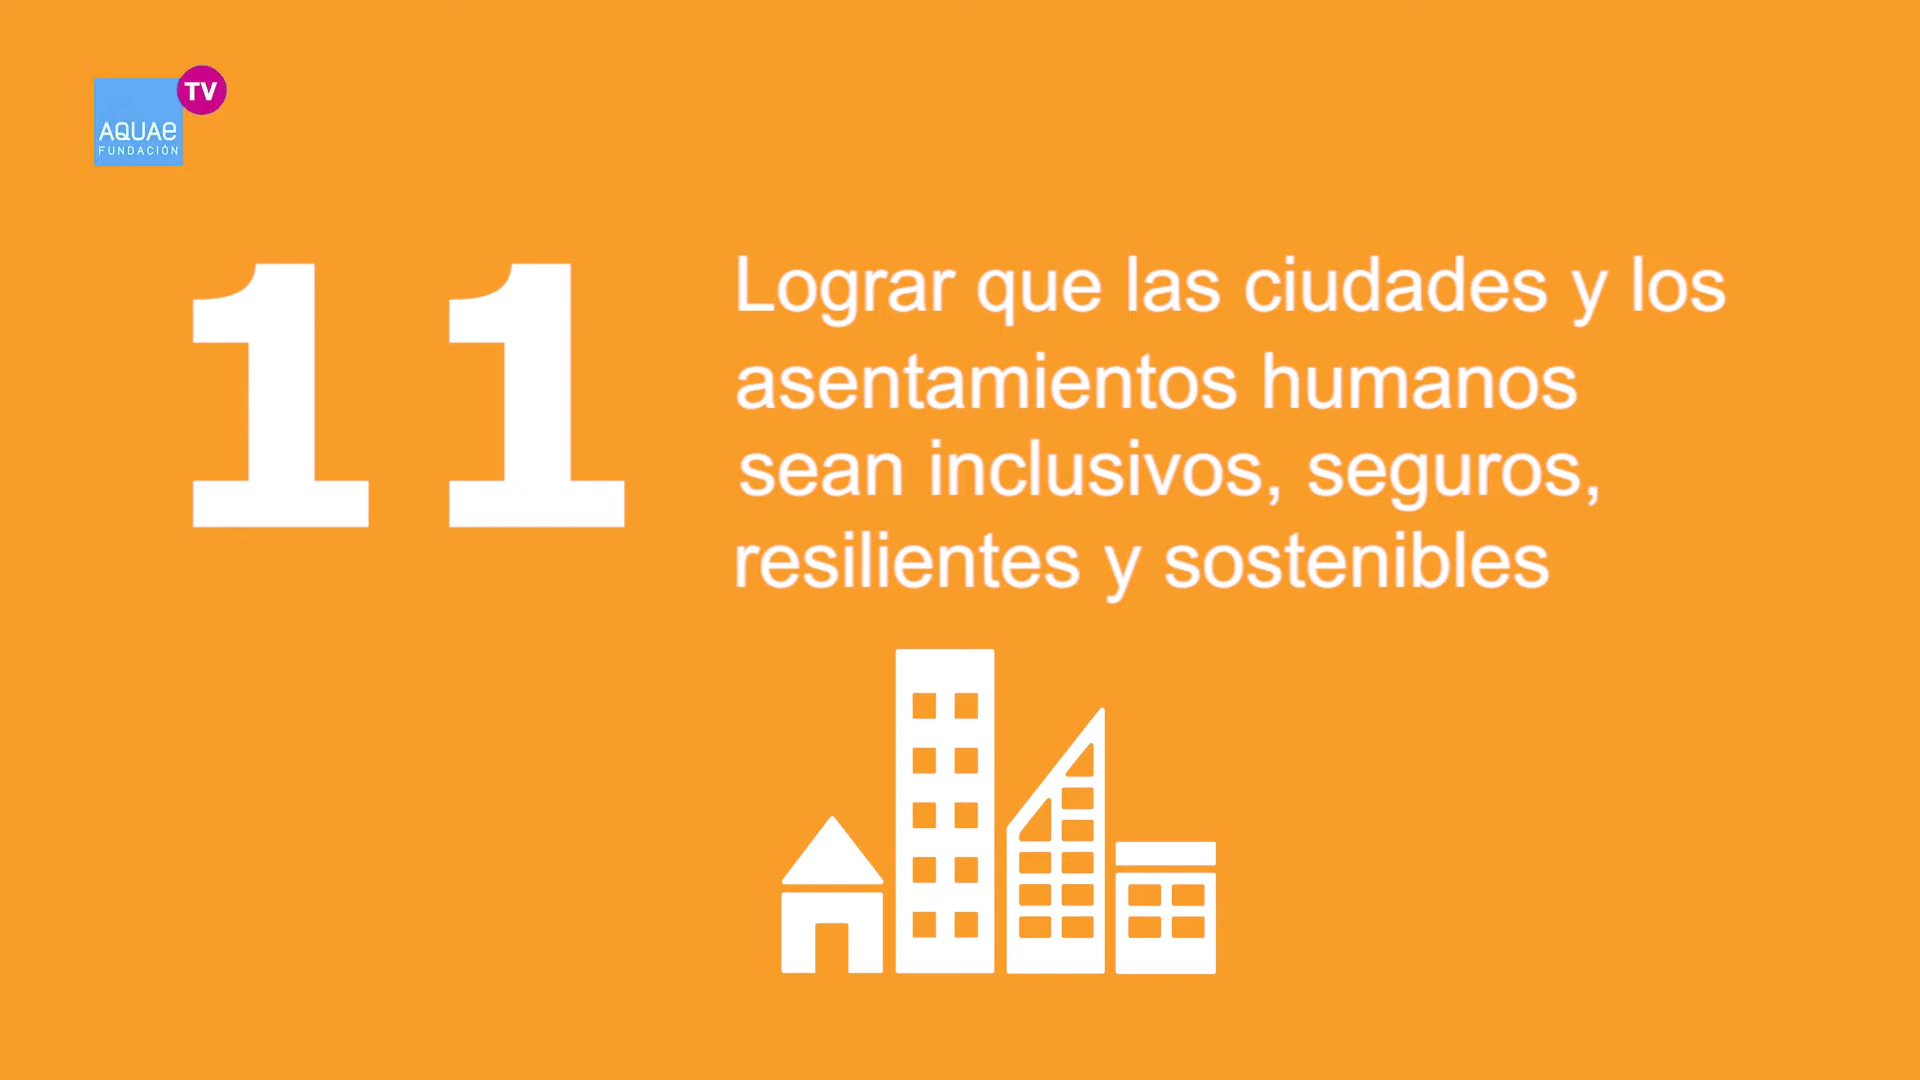 TV
AQUAE
FUNDACIÓN
11
Lograr que las ciudades y los
asentamientos humanos
sean inclusivos, seguros,
resilientes y sostenibles